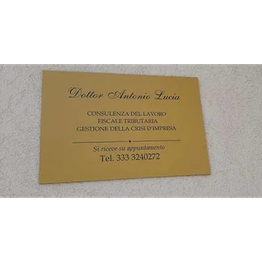 Dottor Antonio Lucia
CONSULENZA DEL LAVORO
FISCALE TRIBUTARIA
GESTIONE DELLA CRISI D'IMPRESA
Si riceve su appuntamento
Tel. 333 3240272